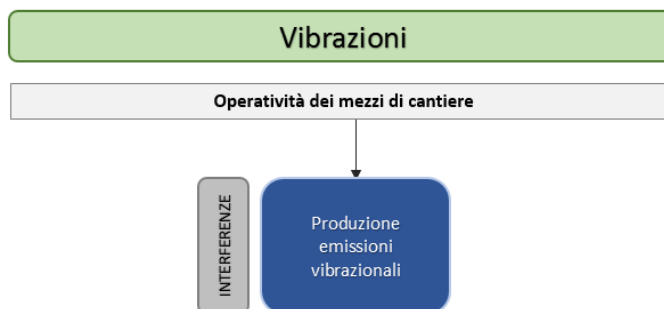 Vibrazioni
Operatività dei mezzi di cantiere
INTERFERENZE
Produzione
emissioni
vibrazionali